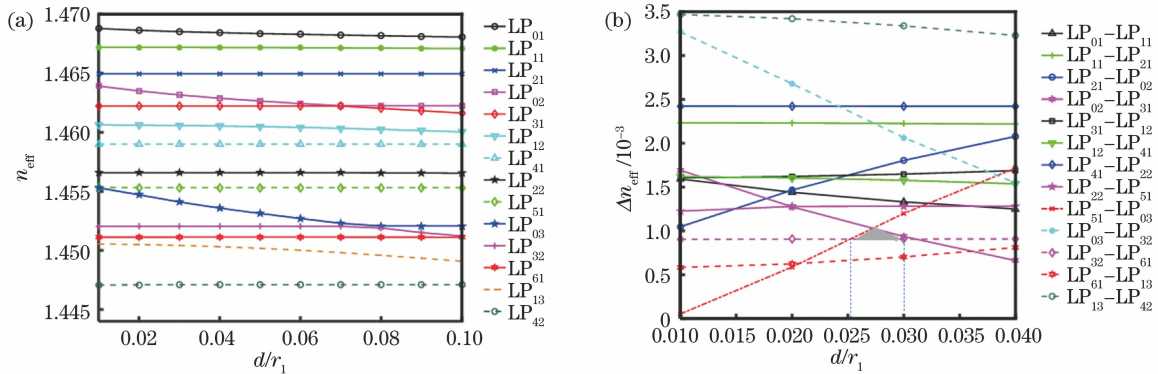 (a)
1.470
1.465
1.460
1.455
1.450
1.445
n_eff
0.02 0.04 0.06 0.08 0.10
d/r_1
LP_01
LP_11
LP_21
LP_02
LP_31
LP_12
LP_41
LP_22
LP_51
LP_03
LP_32
LP_61
LP_13
LP_42
(b)
3.5
3.0
2.5
2.0
1.5
1.0
0.5
0
Δn_eff/10^-3
0.010 0.015 0.020 0.025 0.030 0.035 0.040
d/r_1
LP_01−LP_11
LP_11−LP_21
LP_21−LP_02
LP_02−LP_31
LP_31−LP_12
LP_12−LP_41
LP_41−LP_22
LP_22−LP_51
LP_51−LP_03
LP_03−LP_32
LP_32−LP_61
LP_61−LP_13
LP_13−LP_42